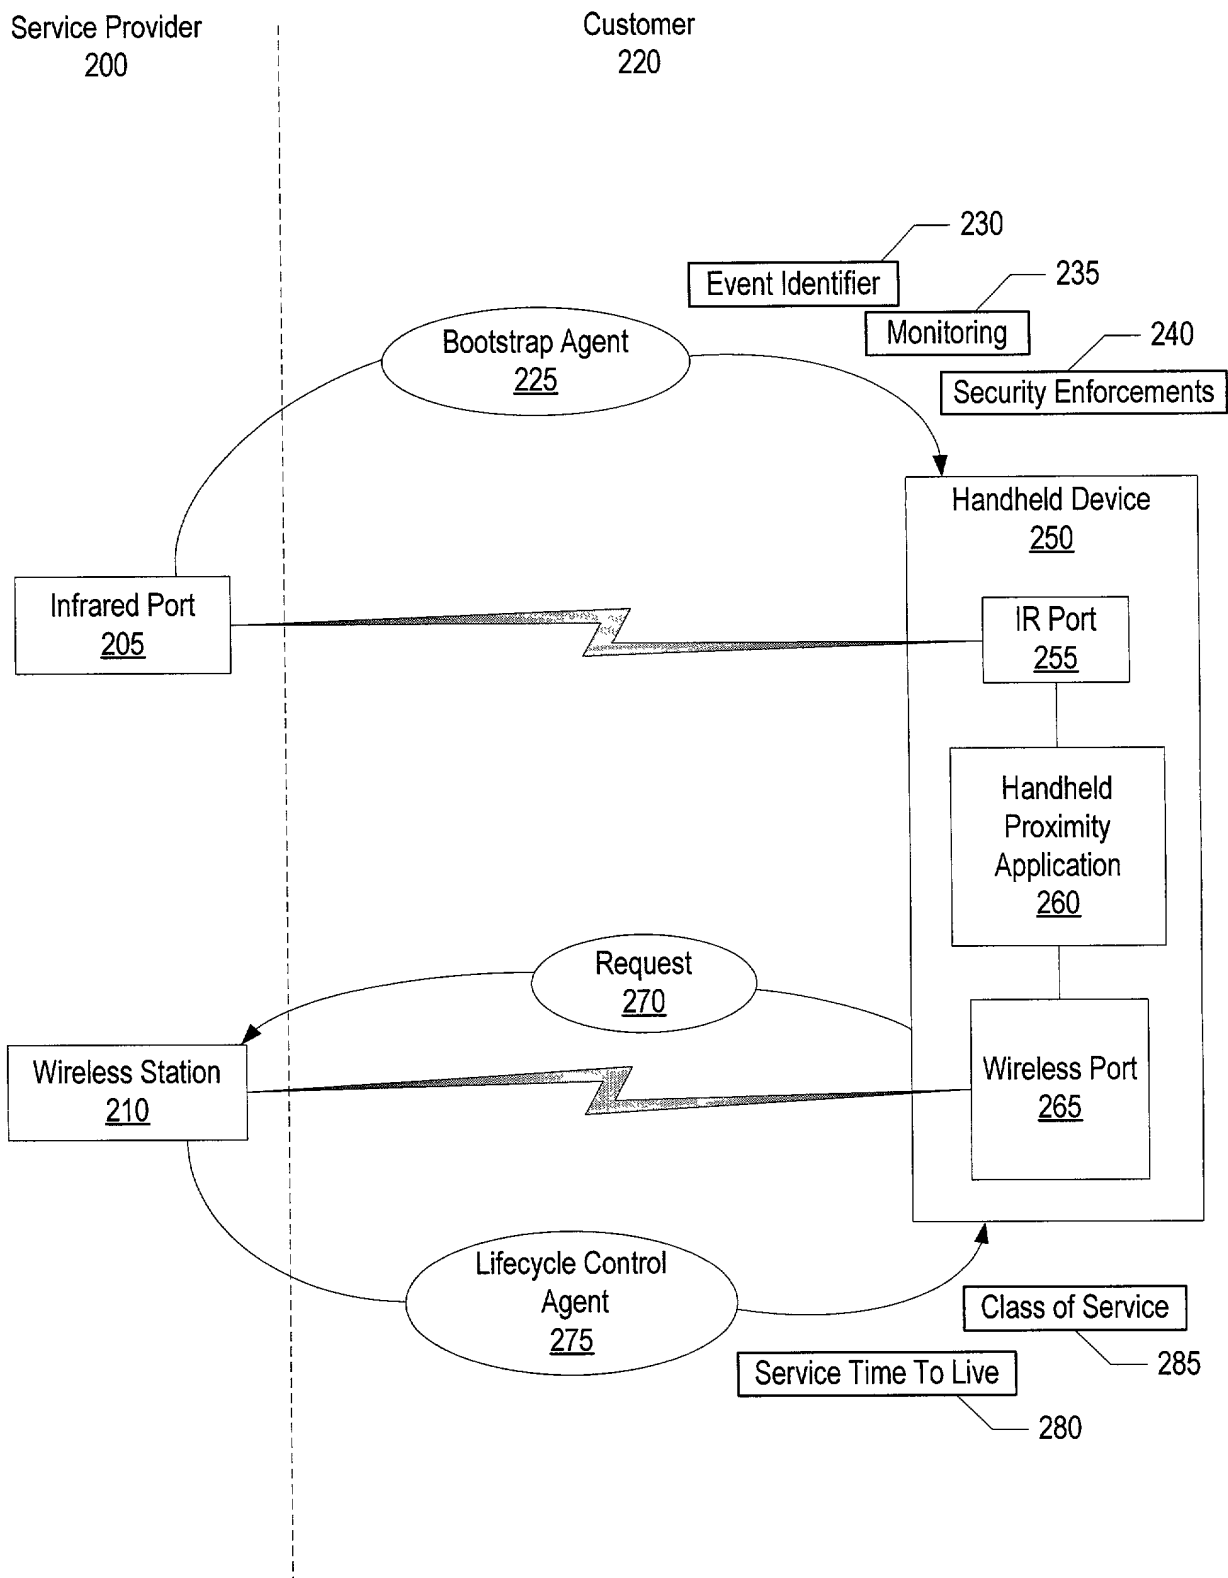 Service Provider
200
Customer
220
230
Event Identifier
235
Monitoring
240
Security Enforcements
Bootstrap Agent
225
Handheld Device
250
Infrared Port
205
IR Port
255
Handheld
Proximity
Application
260
Request
270
Wireless Station
210
Wireless Port
265
Lifecycle Control
Agent
275
Class of Service
285
Service Time To Live
280